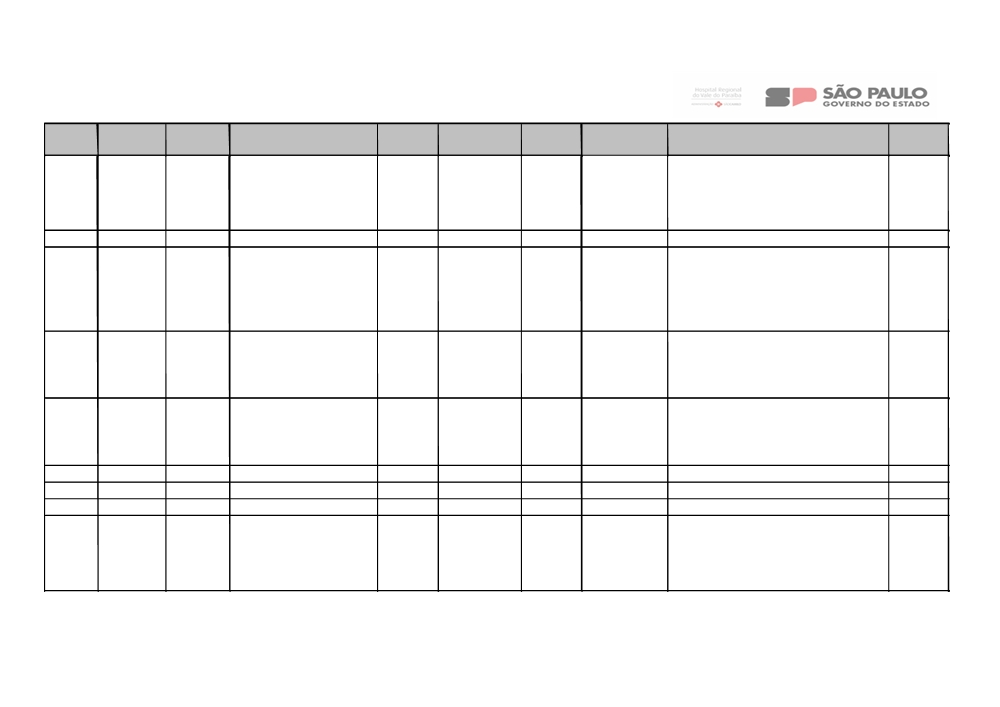 Hospital Regional
do Vale do Paraíba
SÃO PAULO
GOVERNO DO ESTADO